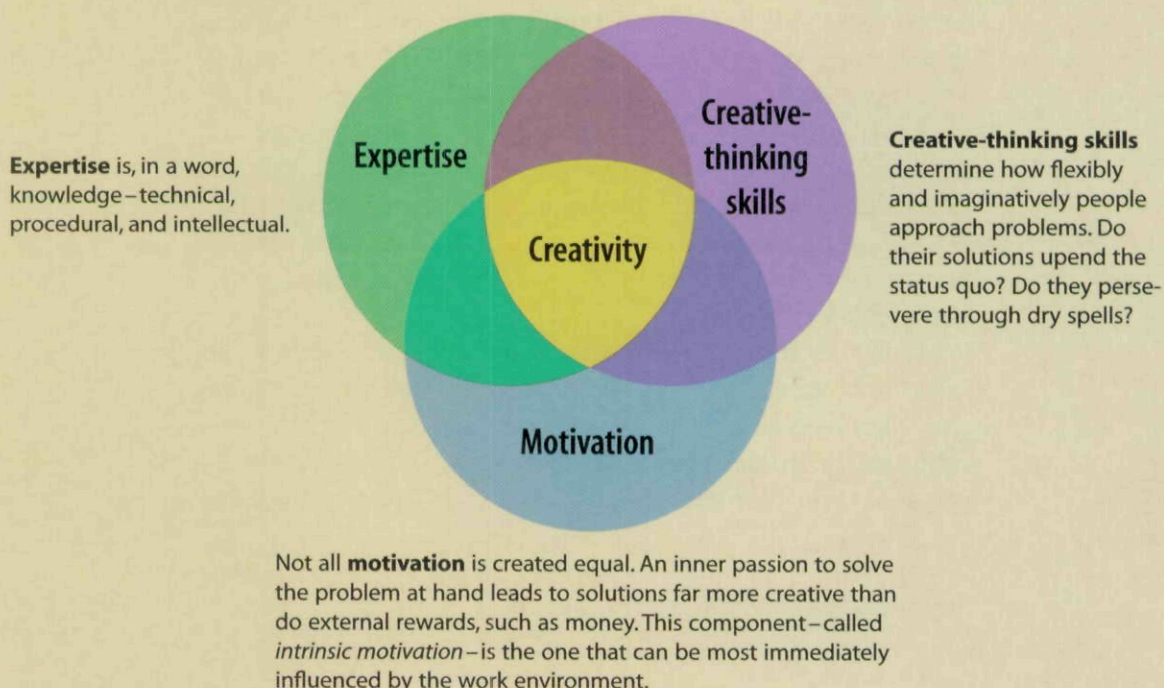 Expertise is, in a word,
knowledge–technical,
procedural, and intellectual.
Expertise
Creative-
thinking
skills
Creativity
Motivation
Creative-thinking skills
determine how flexibly
and imaginatively people
approach problems. Do
their solutions upend the
status quo? Do they perse-
vere through dry spells?
Not all motivation is created equal. An inner passion to solve
the problem at hand leads to solutions far more creative than
do external rewards, such as money. This component–called
intrinsic motivation–is the one that can be most immediately
influenced by the work environment.